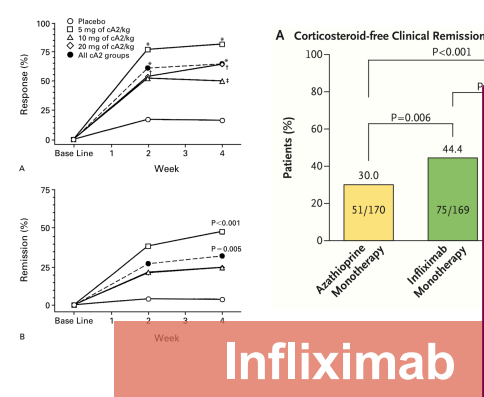 Placebo
5 mg of cA2/kg
10 mg of cA2/kg
20 mg of cA2/kg
All cA2 groups
100
75
50
25
0
Response (%)
*
*
*
*
*
†
‡
Base Line 1 2 3 4
A
Week
75
50
25
0
Remission (%)
P<0.001
P=0.005
Base Line 1 2 3 4
B
Week
A Corticosteroid-free Clinical Remission
100
80
60
40
20
0
Patients (%)
P<0.001
P
P=0.006
30.0
44.4
51/170
75/169
Azathioprine
Monotherapy
Infliximab
Monotherapy
Infliximab